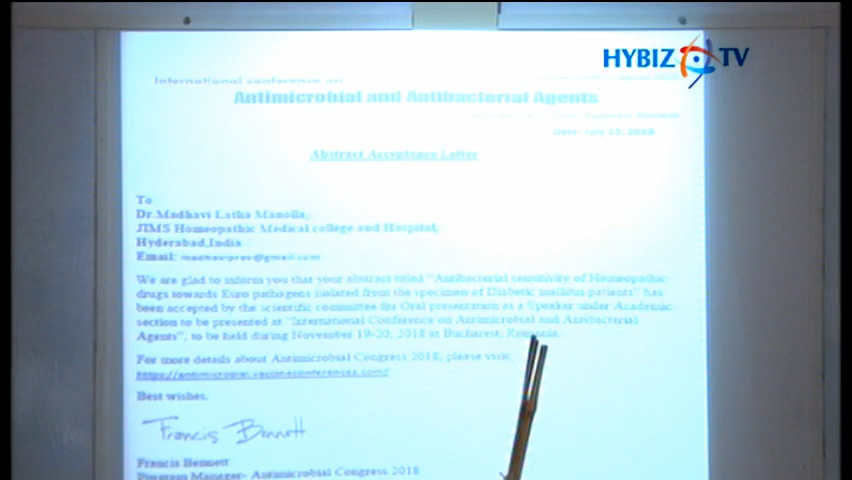 HYBIZ TV
International conference on
Antimicrobial and Antibacterial Agents
Date: July 25, 2018
Abstract Acceptance Letter
To
Dr.Madhavi Latha Manolla,
JIMS Homeopathic Medical college and Hospital,
Hyderabad,India
Email:
We are glad to inform you that your abstract titled "Antibacterial sensitivity of Homeopathic
drugs towards Euro pathogens isolated from the specimen of Diabetic mellitus patients" has
been accepted by the scientific committee for Oral presentation as a Speaker under Academic
section to be presented at "International Conference on Antimicrobial and Antibacterial
Agents", to be held during November 19-20, 2018 at Bucharest, Romania.
For more details about Antimicrobial Congress 2018, please visit:
https://antimicrobial.vaccineconferences.com/
Best wishes,
Francis Bennett
Francis Bennett
Program Manager- Antimicrobial Congress 2018